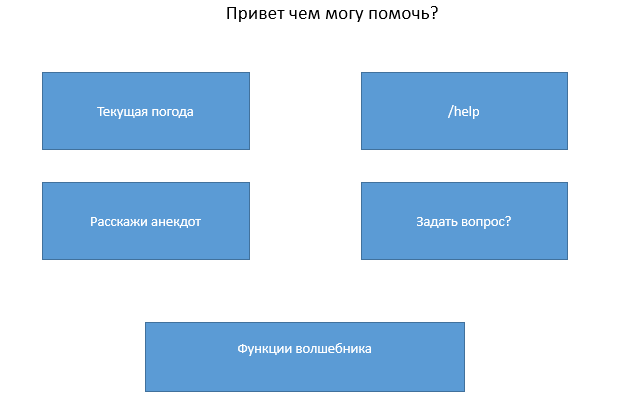 Привет чем могу помочь?
Текущая погода
/help
Расскажи анекдот
Задать вопрос?
Функции волшебника